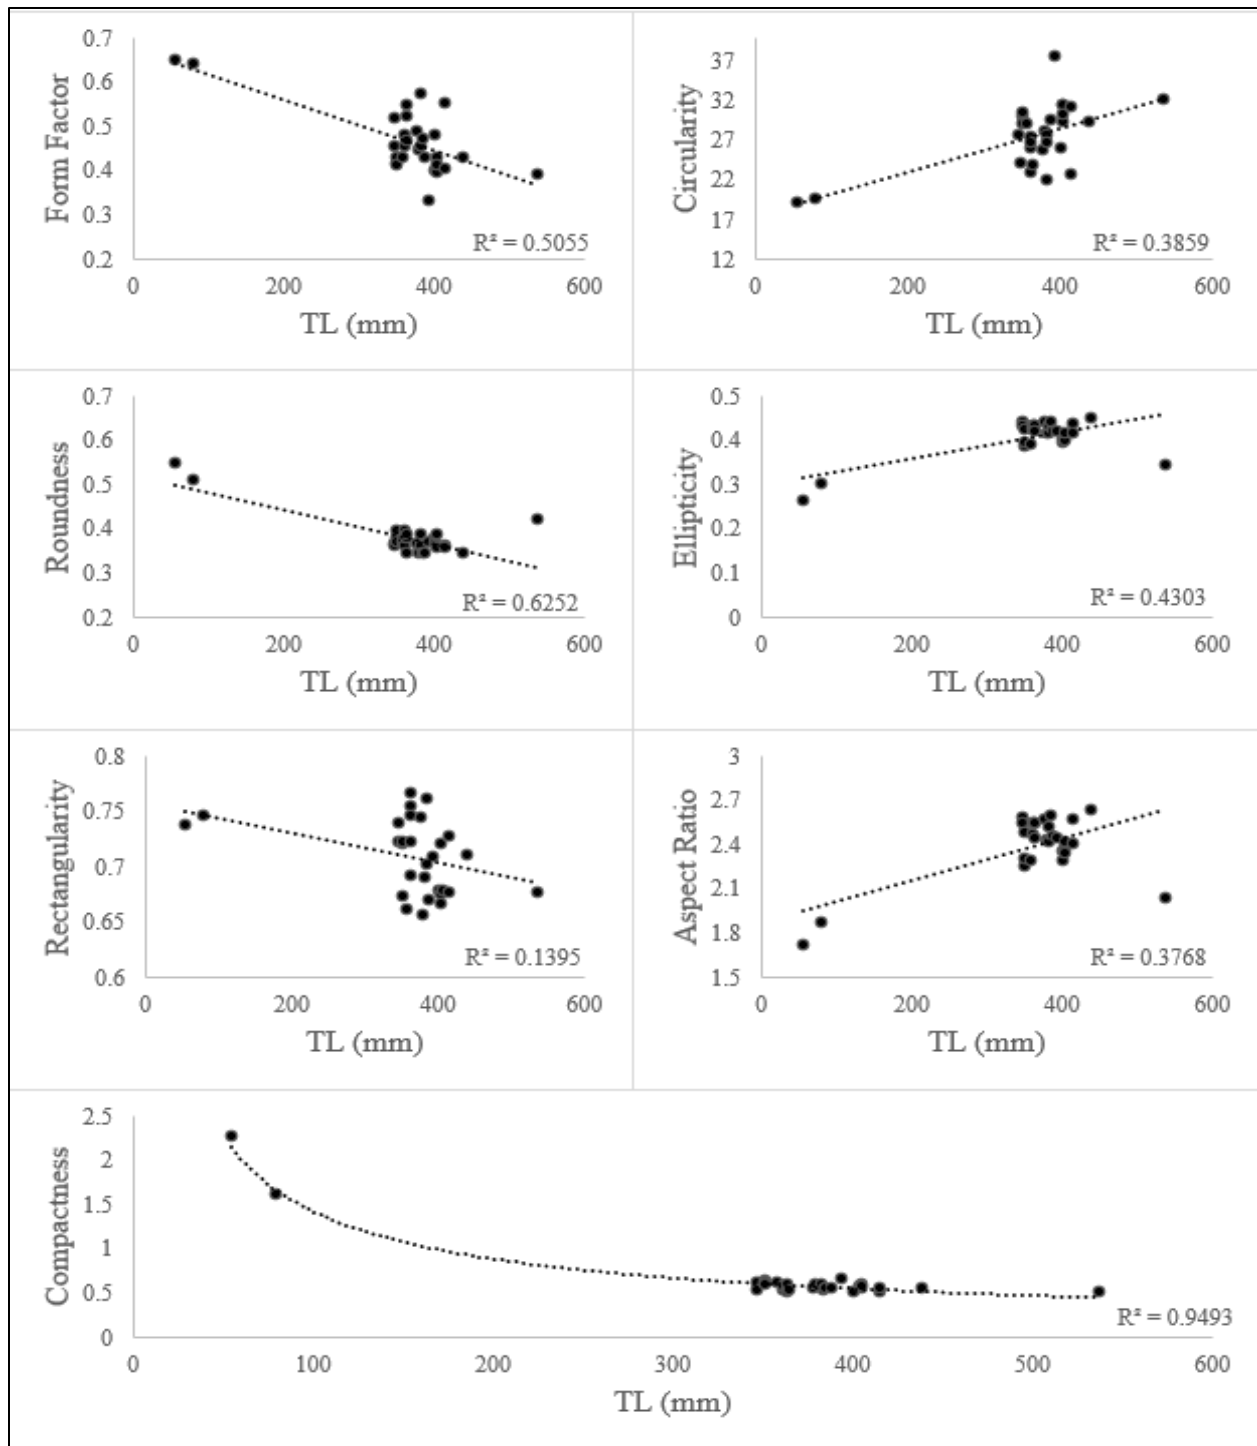 0.7
0.6
0.5
0.4
0.3
0.2
Form Factor
0 200 400 600
TL (mm)
R² = 0.5055
37
32
27
22
17
12
Circularity
0 200 400 600
TL (mm)
R² = 0.3859
0.7
0.6
0.5
0.4
0.3
0.2
Roundness
0 200 400 600
TL (mm)
R² = 0.6252
0.5
0.4
0.3
0.2
0.1
0
Ellipticity
0 200 400 600
TL (mm)
R² = 0.4303
0.8
0.75
0.7
0.65
0.6
Rectangularity
0 200 400 600
TL (mm)
R² = 0.1395
3
2.7
2.4
2.1
1.8
1.5
Aspect Ratio
0 200 400 600
TL (mm)
R² = 0.3768
2.5
2
1.5
1
0.5
0
Compactness
0 100 200 300 400 500 600
TL (mm)
R² = 0.9493